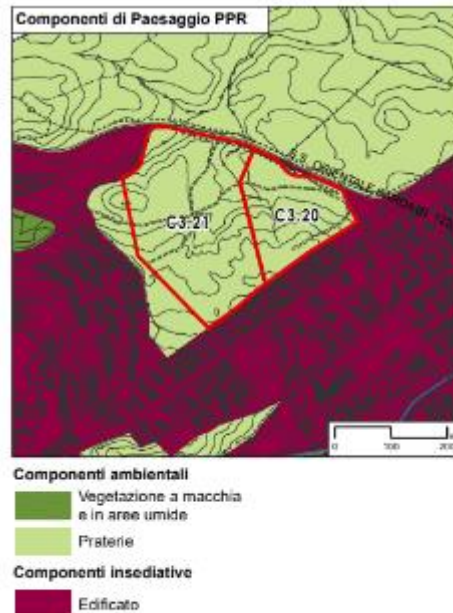 Componenti di Paesaggio PPR
S.S. ORIENTALE SARDA
C3.21
C3.20
0 100 200
Componenti ambientali
Vegetazione a macchia
e in aree umide
Praterie
Componenti insediative
Edificato